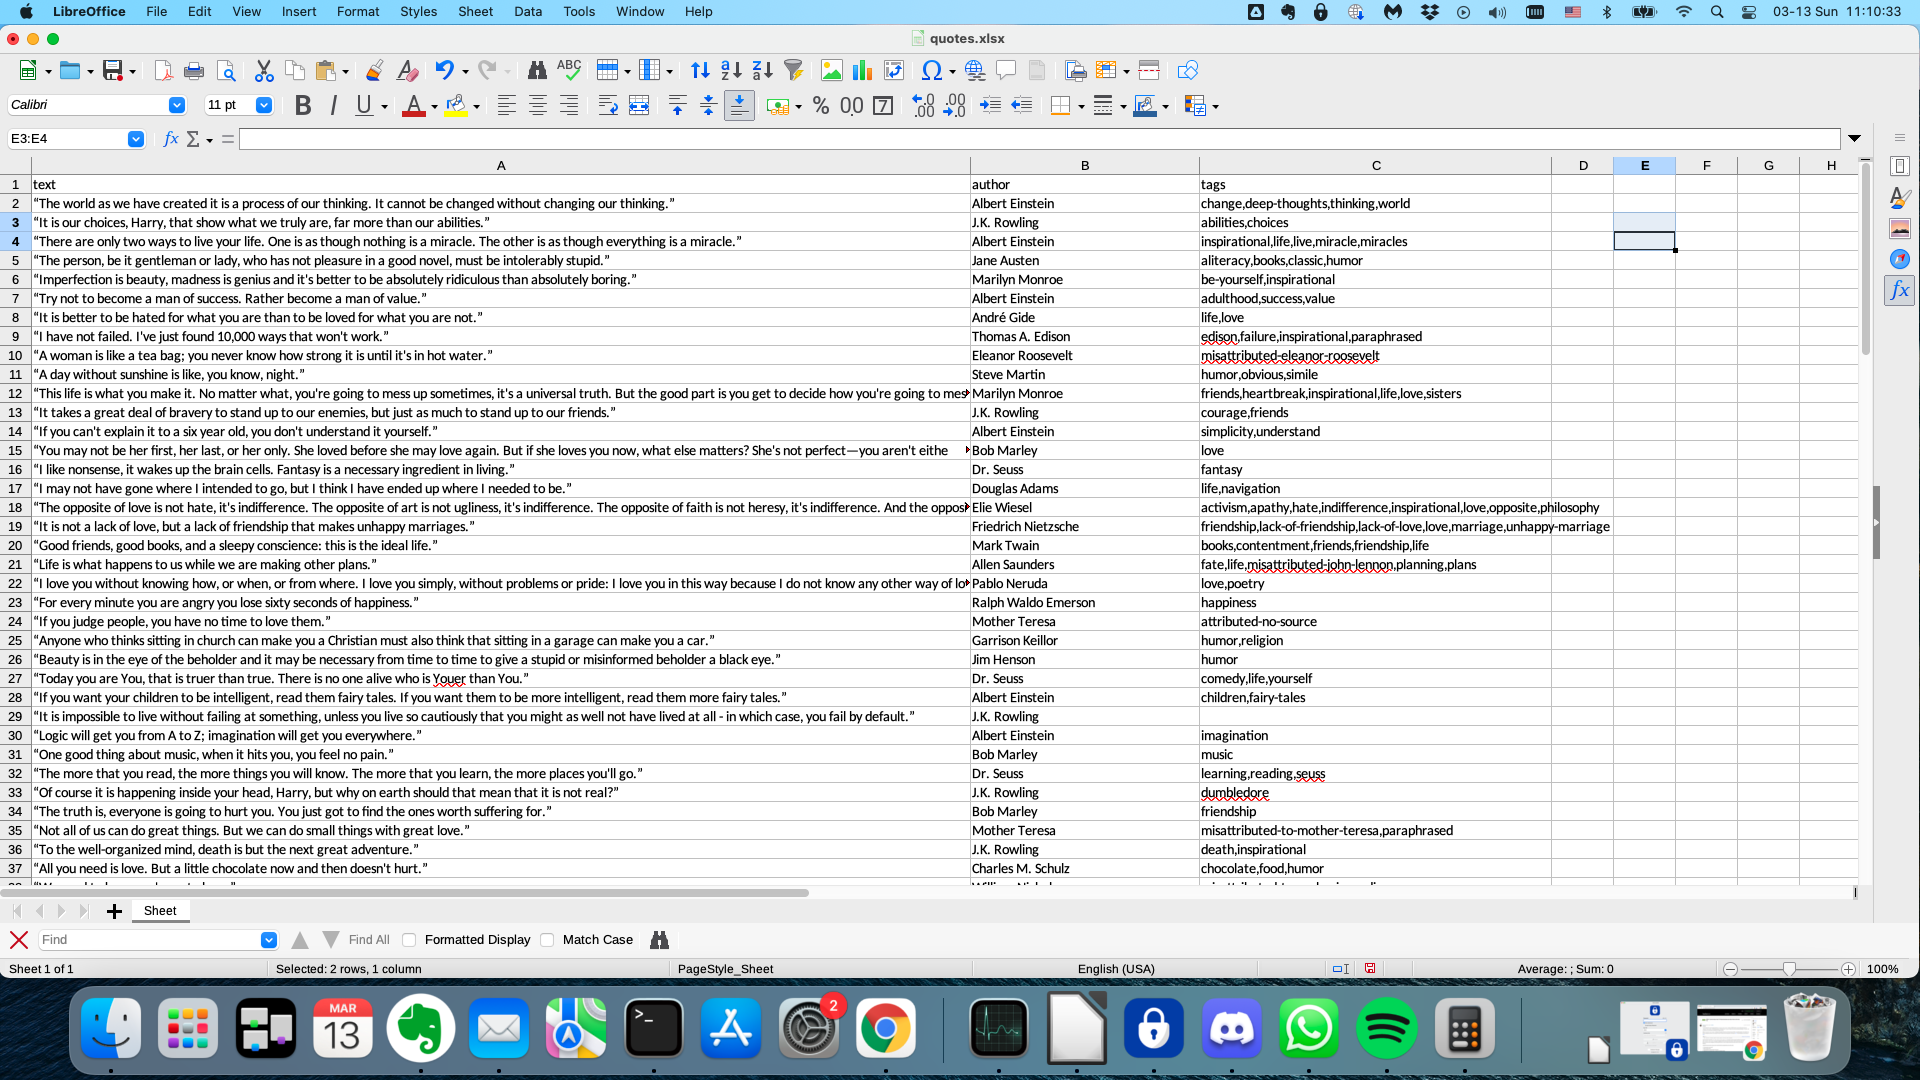 LibreOffice File Edit View Insert Format Styles Sheet Data Tools Window Help 03-13 Sun 11:10:33
quotes.xlsx
Calibri 11 pt
E3:E4
A B C D E F G H
1 text author tags
2 “The world as we have created it is a process of our thinking. It cannot be changed without changing our thinking.” Albert Einstein change,deep-thoughts,thinking,world
3 “It is our choices, Harry, that show what we truly are, far more than our abilities.” J.K. Rowling abilities,choices
4 “There are only two ways to live your life. One is as though nothing is a miracle. The other is as though everything is a miracle.” Albert Einstein inspirational,life,live,miracle,miracles
5 “The person, be it gentleman or lady, who has not pleasure in a good novel, must be intolerably stupid.” Jane Austen aliteracy,books,classic,humor
6 “Imperfection is beauty, madness is genius and it's better to be absolutely ridiculous than absolutely boring.” Marilyn Monroe be-yourself,inspirational
7 “Try not to become a man of success. Rather become a man of value.” Albert Einstein adulthood,success,value
8 “It is better to be hated for what you are than to be loved for what you are not.” André Gide life,love
9 “I have not failed. I've just found 10,000 ways that won't work.” Thomas A. Edison edison,failure,inspirational,paraphrased
10 “A woman is like a tea bag; you never know how strong it is until it's in hot water.” Eleanor Roosevelt misattributed-eleanor-roosevelt
11 “A day without sunshine is like, you know, night.” Steve Martin humor,obvious,simile
12 “This life is what you make it. No matter what, you're going to mess up sometimes, it's a universal truth. But the good part is you get to decide how you're going to mes Marilyn Monroe friends,heartbreak,inspirational,life,love,sisters
13 “It takes a great deal of bravery to stand up to our enemies, but just as much to stand up to our friends.” J.K. Rowling courage,friends
14 “If you can't explain it to a six year old, you don't understand it yourself.” Albert Einstein simplicity,understand
15 “You may not be her first, her last, or her only. She loved before she may love again. But if she loves you now, what else matters? She's not perfect—you aren't eithe Bob Marley love
16 “I like nonsense, it wakes up the brain cells. Fantasy is a necessary ingredient in living.” Dr. Seuss fantasy
17 “I may not have gone where I intended to go, but I think I have ended up where I needed to be.” Douglas Adams life,navigation
18 “The opposite of love is not hate, it's indifference. The opposite of art is not ugliness, it's indifference. The opposite of faith is not heresy, it's indifference. And the oppos Elie Wiesel activism,apathy,hate,indifference,inspirational,love,opposite,philosophy
19 “It is not a lack of love, but a lack of friendship that makes unhappy marriages.” Friedrich Nietzsche friendship,lack-of-friendship,lack-of-love,love,marriage,unhappy-marriage
20 “Good friends, good books, and a sleepy conscience: this is the ideal life.” Mark Twain books,contentment,friends,friendship,life
21 “Life is what happens to us while we are making other plans.” Allen Saunders fate,life,misattributed-john-lennon,planning,plans
22 “I love you without knowing how, or when, or from where. I love you simply, without problems or pride: I love you in this way because I do not know any other way of lo Pablo Neruda love,poetry
23 “For every minute you are angry you lose sixty seconds of happiness.” Ralph Waldo Emerson happiness
24 “If you judge people, you have no time to love them.” Mother Teresa attributed-no-source
25 “Anyone who thinks sitting in church can make you a Christian must also think that sitting in a garage can make you a car.” Garrison Keillor humor,religion
26 “Beauty is in the eye of the beholder and it may be necessary from time to time to give a stupid or misinformed beholder a black eye.” Jim Henson humor
27 “Today you are You, that is truer than true. There is no one alive who is Youer than You.” Dr. Seuss comedy,life,yourself
28 “If you want your children to be intelligent, read them fairy tales. If you want them to be more intelligent, read them more fairy tales.” Albert Einstein children,fairy-tales
29 “It is impossible to live without failing at something, unless you live so cautiously that you might as well not have lived at all - in which case, you fail by default.” J.K. Rowling
30 “Logic will get you from A to Z; imagination will get you everywhere.” Albert Einstein imagination
31 “One good thing about music, when it hits you, you feel no pain.” Bob Marley music
32 “The more that you read, the more things you will know. The more that you learn, the more places you'll go.” Dr. Seuss learning,reading,seuss
33 “Of course it is happening inside your head, Harry, but why on earth should that mean that it is not real?” J.K. Rowling dumbledore
34 “The truth is, everyone is going to hurt you. You just got to find the ones worth suffering for.” Bob Marley friendship
35 “Not all of us can do great things. But we can do small things with great love.” Mother Teresa misattributed-to-mother-teresa,paraphrased
36 “To the well-organized mind, death is but the next great adventure.” J.K. Rowling death,inspirational
37 “All you need is love. But a little chocolate now and then doesn't hurt.” Charles M. Schulz chocolate,food,humor
Sheet
Find Find All Formatted Display Match Case
Sheet 1 of 1 Selected: 2 rows, 1 column PageStyle_Sheet English (USA) Average: ; Sum: 0 100%
MAR
13
2